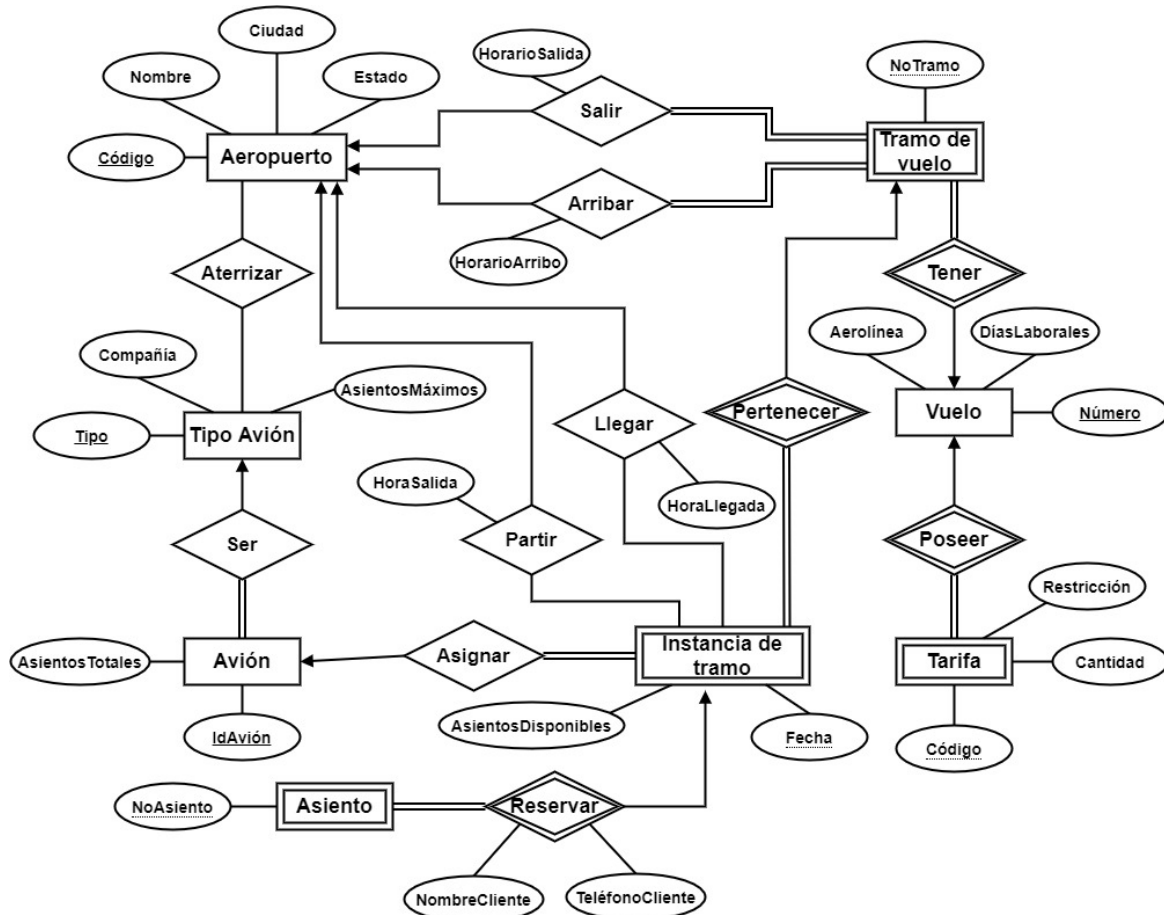 Ciudad
HorarioSalida
NoTramo
Nombre
Estado
Salir
Tramo de
vuelo
Código
Aeropuerto
Arribar
HorarioArribo
Aterrizar
Tener
Aerolínea
DíasLaborales
Compañía
AsientosMáximos
Tipo
Tipo Avión
Llegar
Pertenecer
Vuelo
Número
HoraSalida
HoraLlegada
Ser
Partir
Poseer
Restricción
AsientosTotales
Avión
Asignar
Instancia de
tramo
Tarifa
Cantidad
IdAvión
AsientosDisponibles
Fecha
Código
NoAsiento
Asiento
Reservar
NombreCliente
TeléfonoCliente